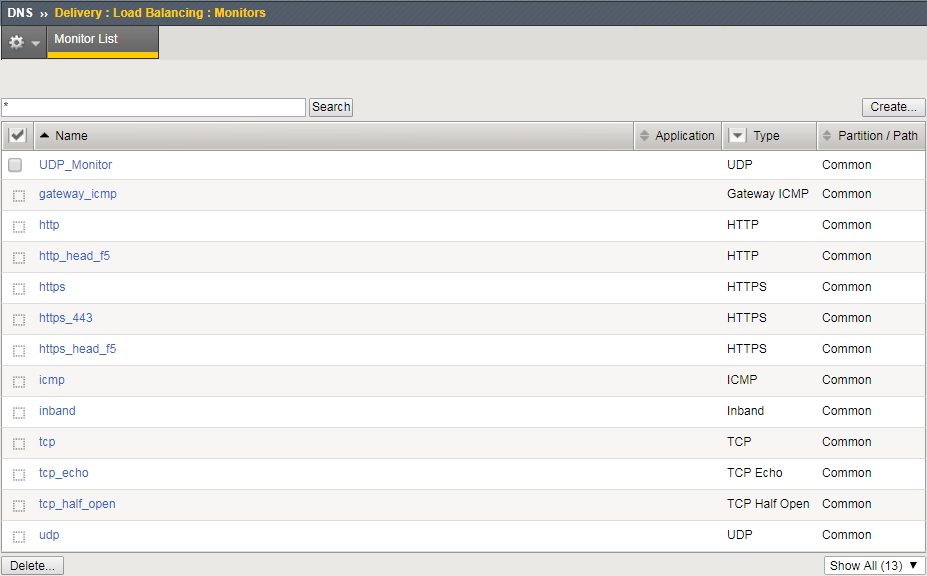 DNS ›› Delivery : Load Balancing : Monitors
Monitor List
* Search Create...
Name Application Type Partition / Path
UDP_Monitor UDP Common
gateway_icmp Gateway ICMP Common
http HTTP Common
http_head_f5 HTTP Common
https HTTPS Common
https_443 HTTPS Common
https_head_f5 HTTPS Common
icmp ICMP Common
inband Inband Common
tcp TCP Common
tcp_echo TCP Echo Common
tcp_half_open TCP Half Open Common
udp UDP Common
Delete... Show All (13)